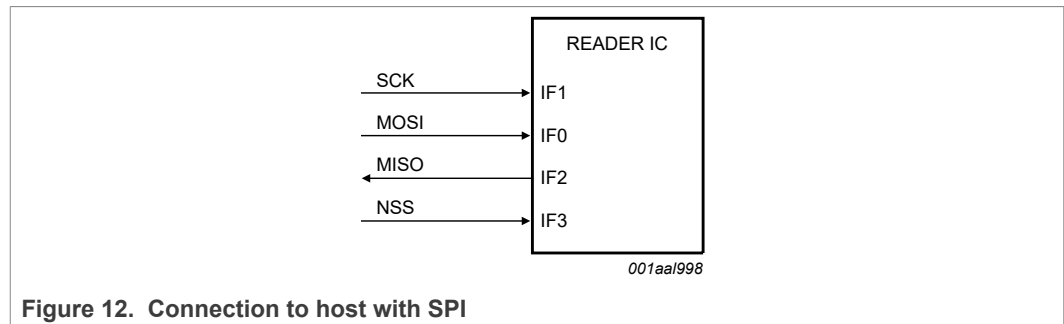 READER IC
SCK
IF1
MOSI
IF0
MISO
IF2
NSS
IF3
001aal998
Figure 12. Connection to host with SPI